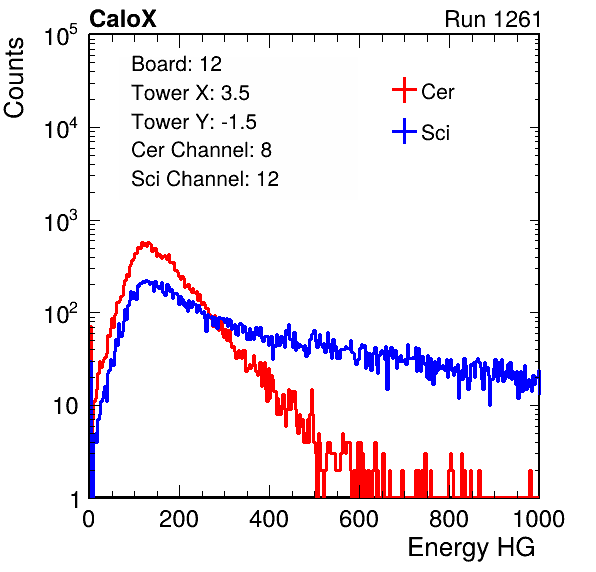 CaloX Run 1261
Counts
10^5
10^4
10^3
10^2
10
1
Board: 12
Tower X: 3.5
Tower Y: -1.5
Cer Channel: 8
Sci Channel: 12
Cer
Sci
0 200 400 600 800 1000
Energy HG